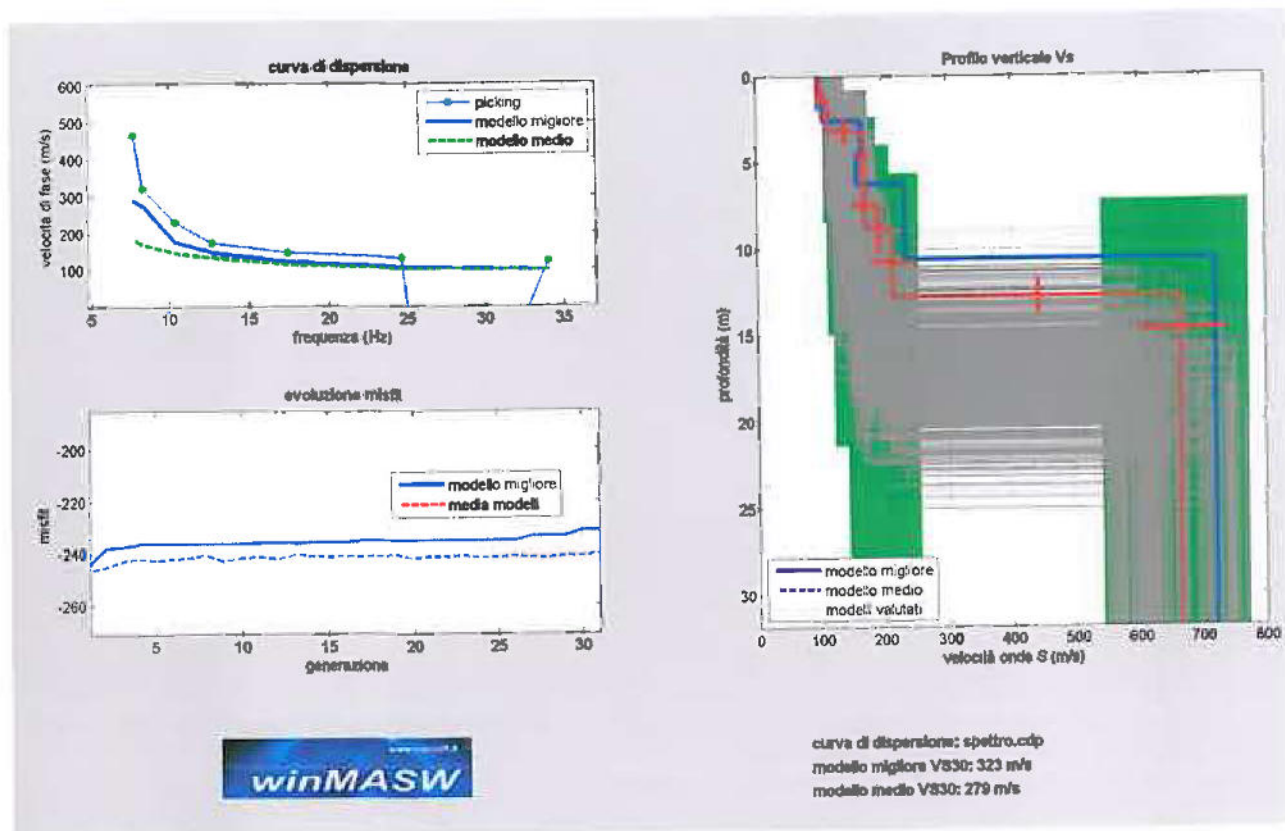 curva di dispersione
600
500
400
300
200
100
velocita di fase (m/s)
picking
modello migliore
modello medio
5 10 15 20 25 30 35
frequenza (Hz)
evoluzione misfit
-200
-220
-240
-260
misfit
modello migliore
media modelli
5 10 15 20 25 30
generazione
winMASW
Profilo verticale Vs
0
5
10
15
20
25
30
profondità (m)
modello migliore
modello medio
modelli valutati
0 100 200 300 400 500 600 700 800
velocità onde S (m/s)
curva di dispersione: spettro.cdp
modello migliore VS30: 323 m/s
modello medio VS30: 279 m/s